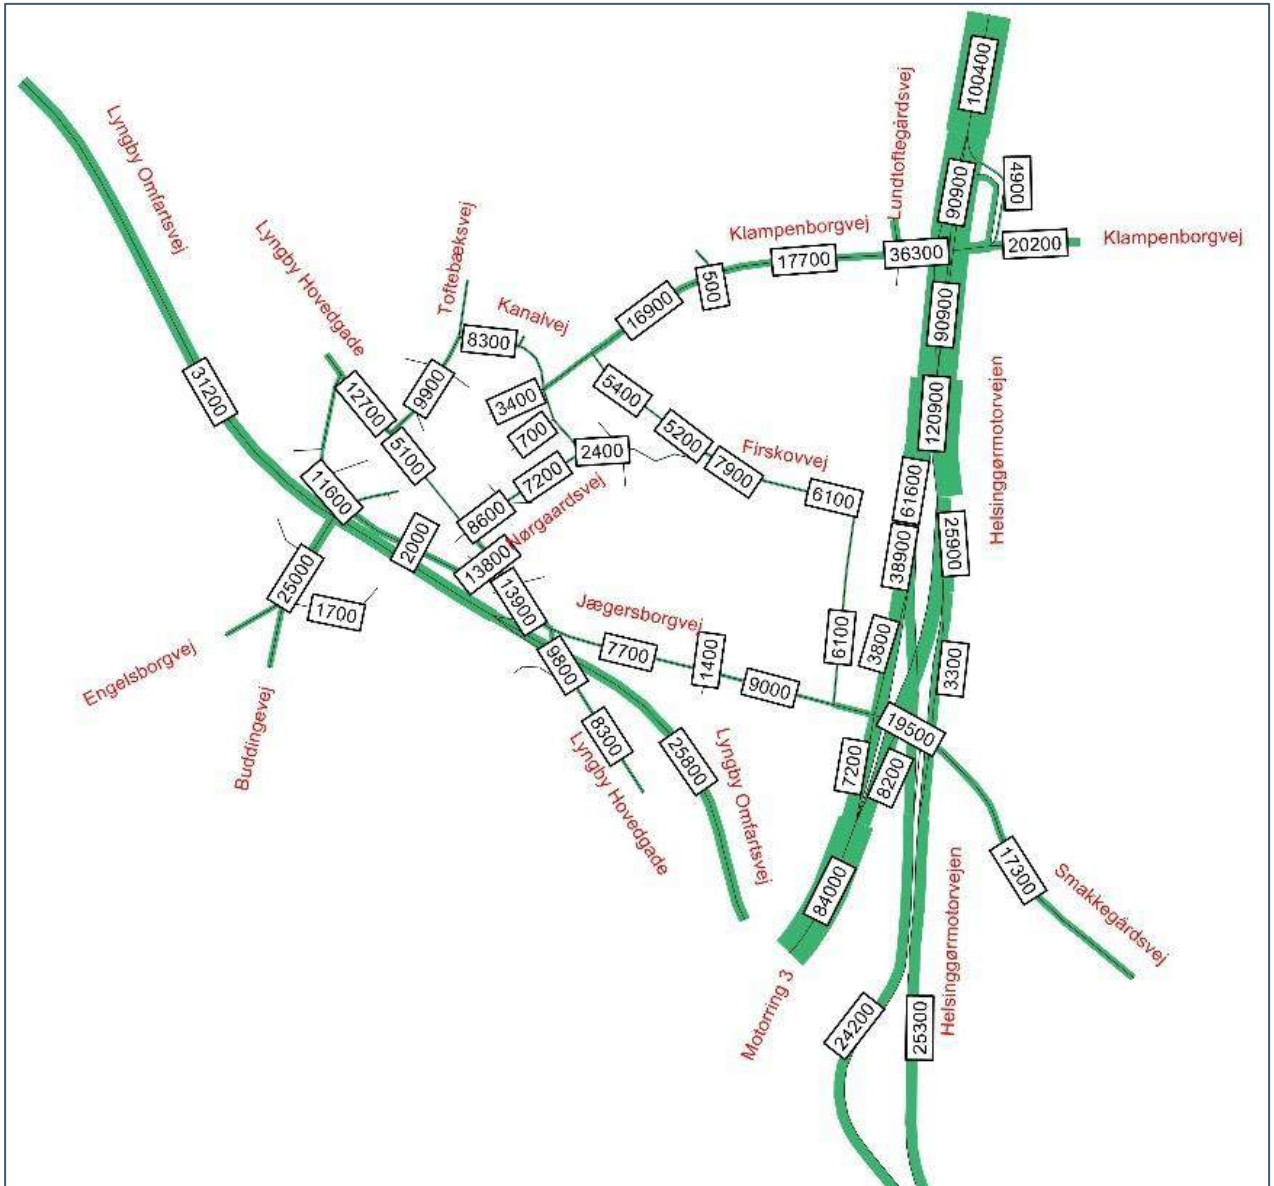 100400
Lundtoftegårdsvej
Lyngby Omfartsvej
90900
4900
Toftebæksvej
Lyngby Hovedgade
Klampenborgvej
17700
36300
20200
Klampenborgvej
500
Kanalvej
16900
8300
90900
31200
12700
9900
3400
5400
120900
Helsinggørmotorvejen
5100
700
2400
5200
7900
Firskovvej
6100
61600
11600
7200
8600
Nørgaardsvej
25900
2000
13800
38900
25000
13900
1700
Jægersborgvej
6100
3800
Engelsborgvej
9800
7700
1400
9000
3300
Buddingevej
8300
19500
Lyngby Hovedgade
25800
Lyngby Omfartsvej
7200
8200
84000
17300
Smakkegårdsvej
Helsinggørmotorvejen
Motorring 3
24200
25300